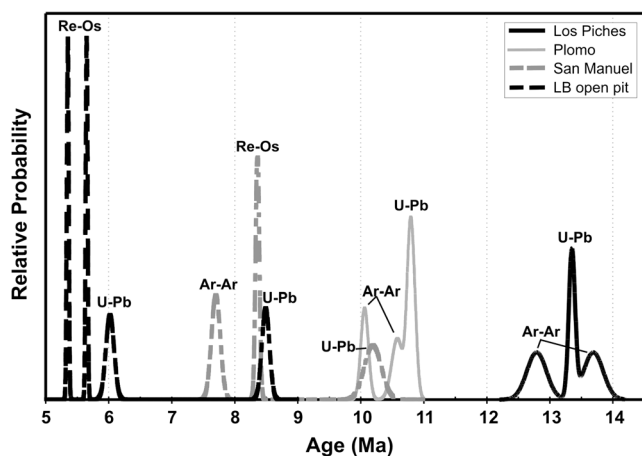 Re-Os
Los Piches
Plomo
San Manuel
LB open pit
Re-Os
U-Pb
Ar-Ar
U-Pb
Ar-Ar
U-Pb
U-Pb
U-Pb
Ar-Ar
Relative Probability
5 6 7 8 9 10 11 12 13 14
Age (Ma)